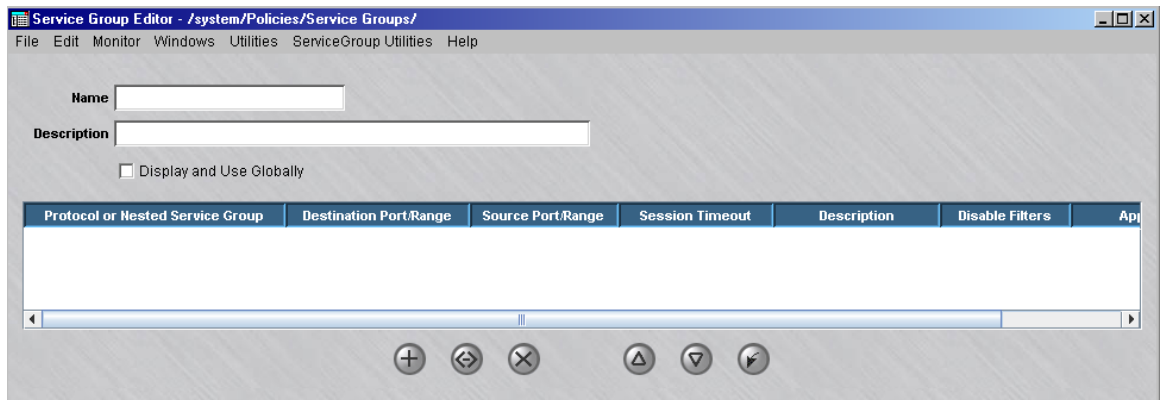 Service Group Editor - /system/Policies/Service Groups/
File Edit Monitor Windows Utilities ServiceGroup Utilities Help
Name
Description
Display and Use Globally
Protocol or Nested Service Group Destination Port/Range Source Port/Range Session Timeout Description Disable Filters